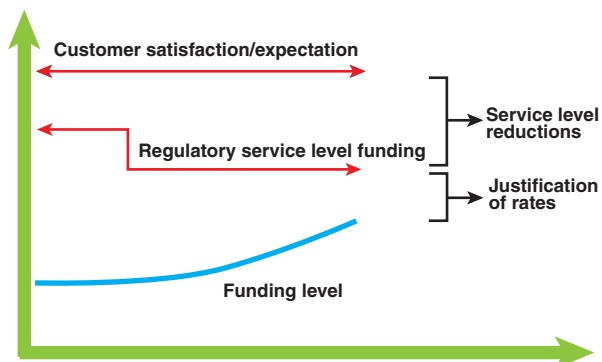 Customer satisfaction/expectation
Service level
reductions
Regulatory service level funding
Justification
of rates
Funding level